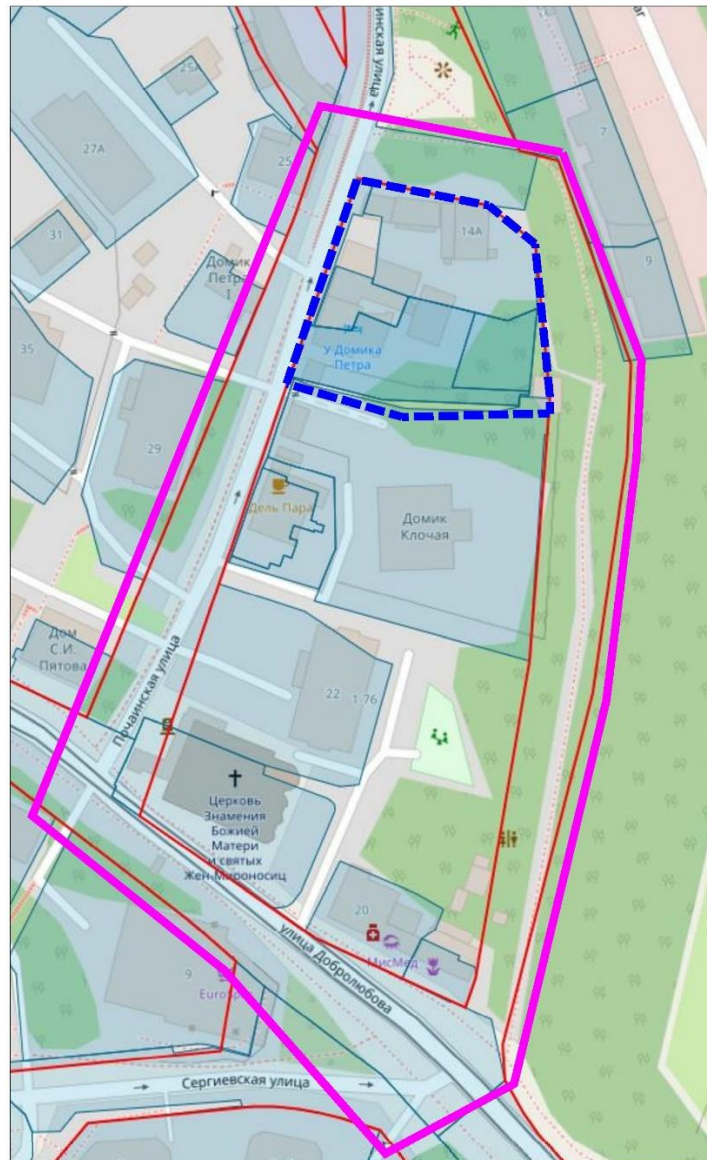 25А
инская улица
27А
25
7
31
14А
Домик
Петра
I
9
35
У Домика
Петра
29
Дель Пара
Домик
Клочая
Дом
С.И.
Пятова
Почаинская улица
22
1-76
Церковь
Знамения
Божией
Матери
и святых
Жен-Мироносиц
20
МисМед
улица Добролюбова
9
Сергиевская улица